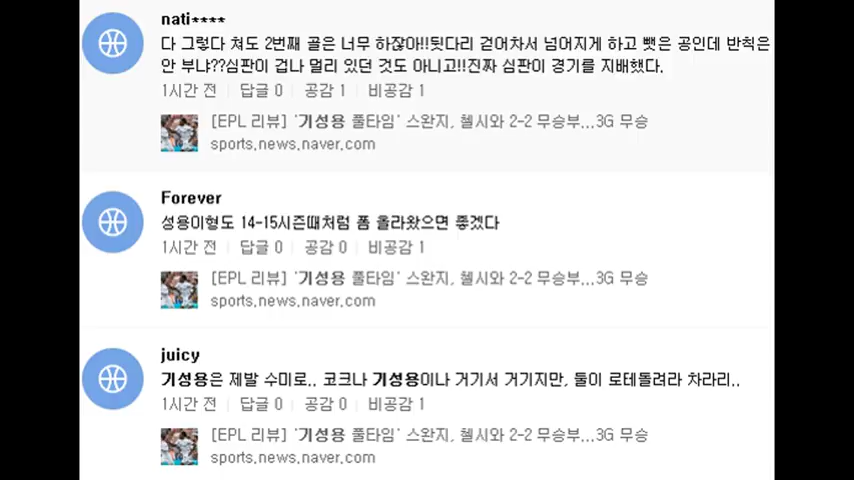 nati****
다 그렇다 쳐도 2번째 골은 너무 하잖아!!뒷다리 걷어차서 넘어지게 하고 뺏은 공인데 반칙은
안 부냐??심판이 겁나 멀리 있던 것도 아니고!!진짜 심판이 경기를 지배했다.
1시간 전 답글 0 공감 1 비공감 1
[EPL 리뷰] '기성용 풀타임' 스완지, 첼시와 2-2 무승부...3G 무승
sports.news.naver.com
Forever
성용이형도 14-15시즌때처럼 폼 올라왔으면 좋겠다
1시간 전 답글 0 공감 0 비공감 1
[EPL 리뷰] '기성용 풀타임' 스완지, 첼시와 2-2 무승부...3G 무승
sports.news.naver.com
juicy
기성용은 제발 수미로.. 코크나 기성용이나 거기서 거기지만, 둘이 로테돌려라 차라리..
1시간 전 답글 0 공감 0 비공감 1
[EPL 리뷰] '기성용 풀타임' 스완지, 첼시와 2-2 무승부...3G 무승
sports.news.naver.com